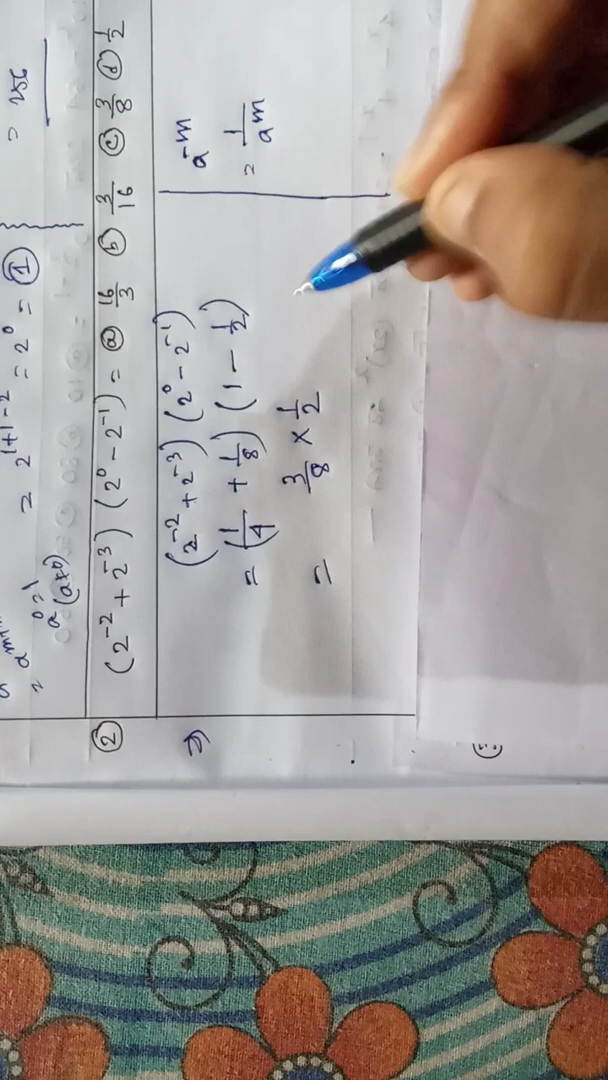 = 256
= 2^{1+1-2} = 2^0 = ①
a^0 = 1
(a≠0)
② (2^{-2} + 2^{-3}) (2^0 - 2^{-1}) = ⓐ 16/3 ⓑ 3/16 ⓒ 3/8 ⓓ 1/2
⇒ (2^{-2} + 2^{-3}) (2^0 - 2^{-1})
= (1/4 + 1/8) (1 - 1/2)
= 3/8 × 1/2
a^{-m}
= 1/a^m